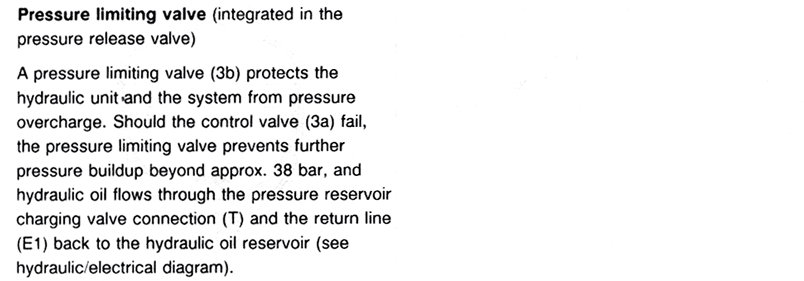 Pressure limiting valve (integrated in the
pressure release valve)
A pressure limiting valve (3b) protects the
hydraulic unit and the system from pressure
overcharge. Should the control valve (3a) fail,
the pressure limiting valve prevents further
pressure buildup beyond approx. 38 bar, and
hydraulic oil flows through the pressure reservoir
charging valve connection (T) and the return line
(E1) back to the hydraulic oil reservoir (see
hydraulic/electrical diagram).